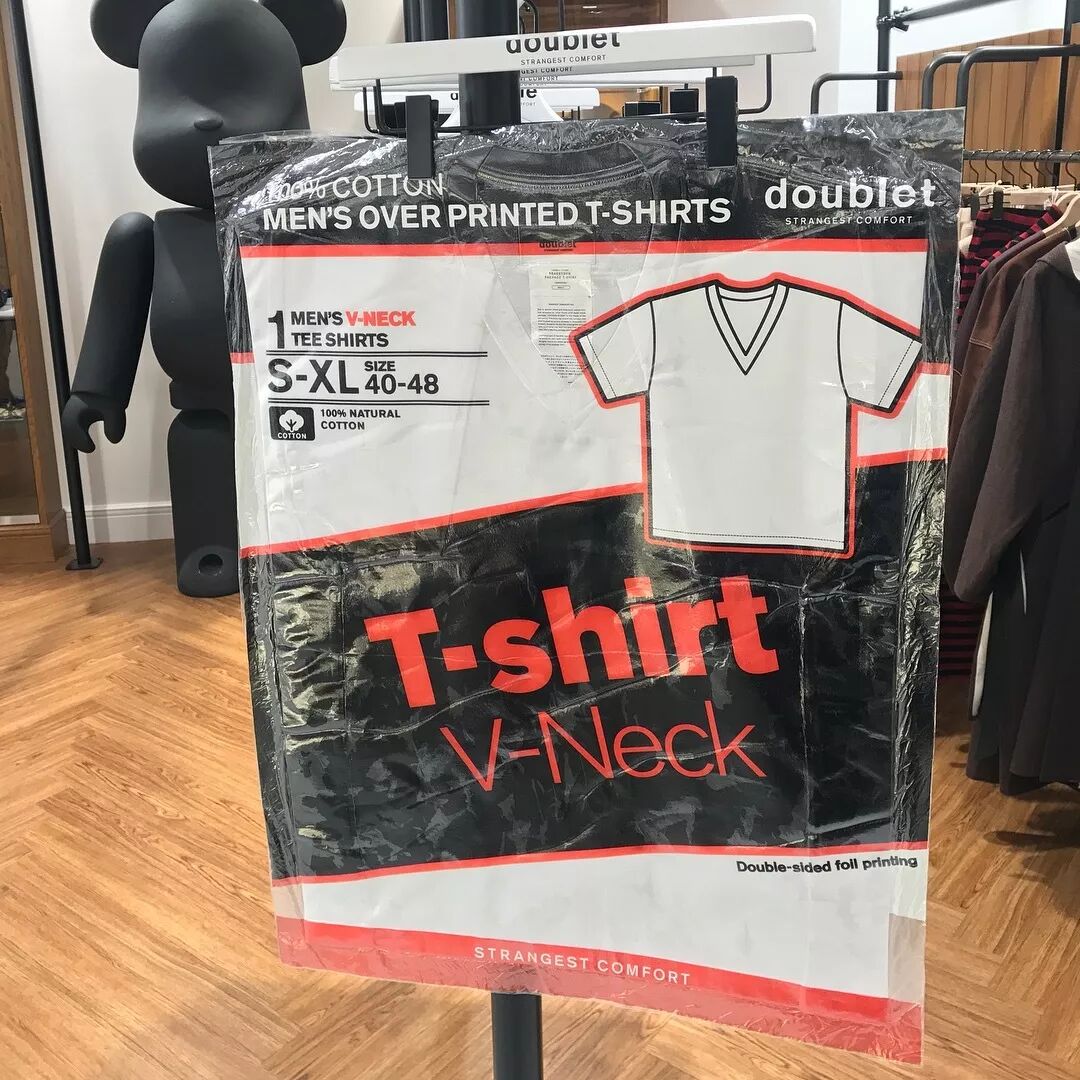 doublet
STRANGEST COMFORT
100% COTTON
MEN'S OVER PRINTED T-SHIRTS
doublet
STRANGEST COMFORT
doublet
1 MEN'S V-NECK
TEE SHIRTS
S-XL SIZE
40-48
COTTON
100% NATURAL
COTTON
T-shirt
V-Neck
Double-sided foil printing
STRANGEST COMFORT